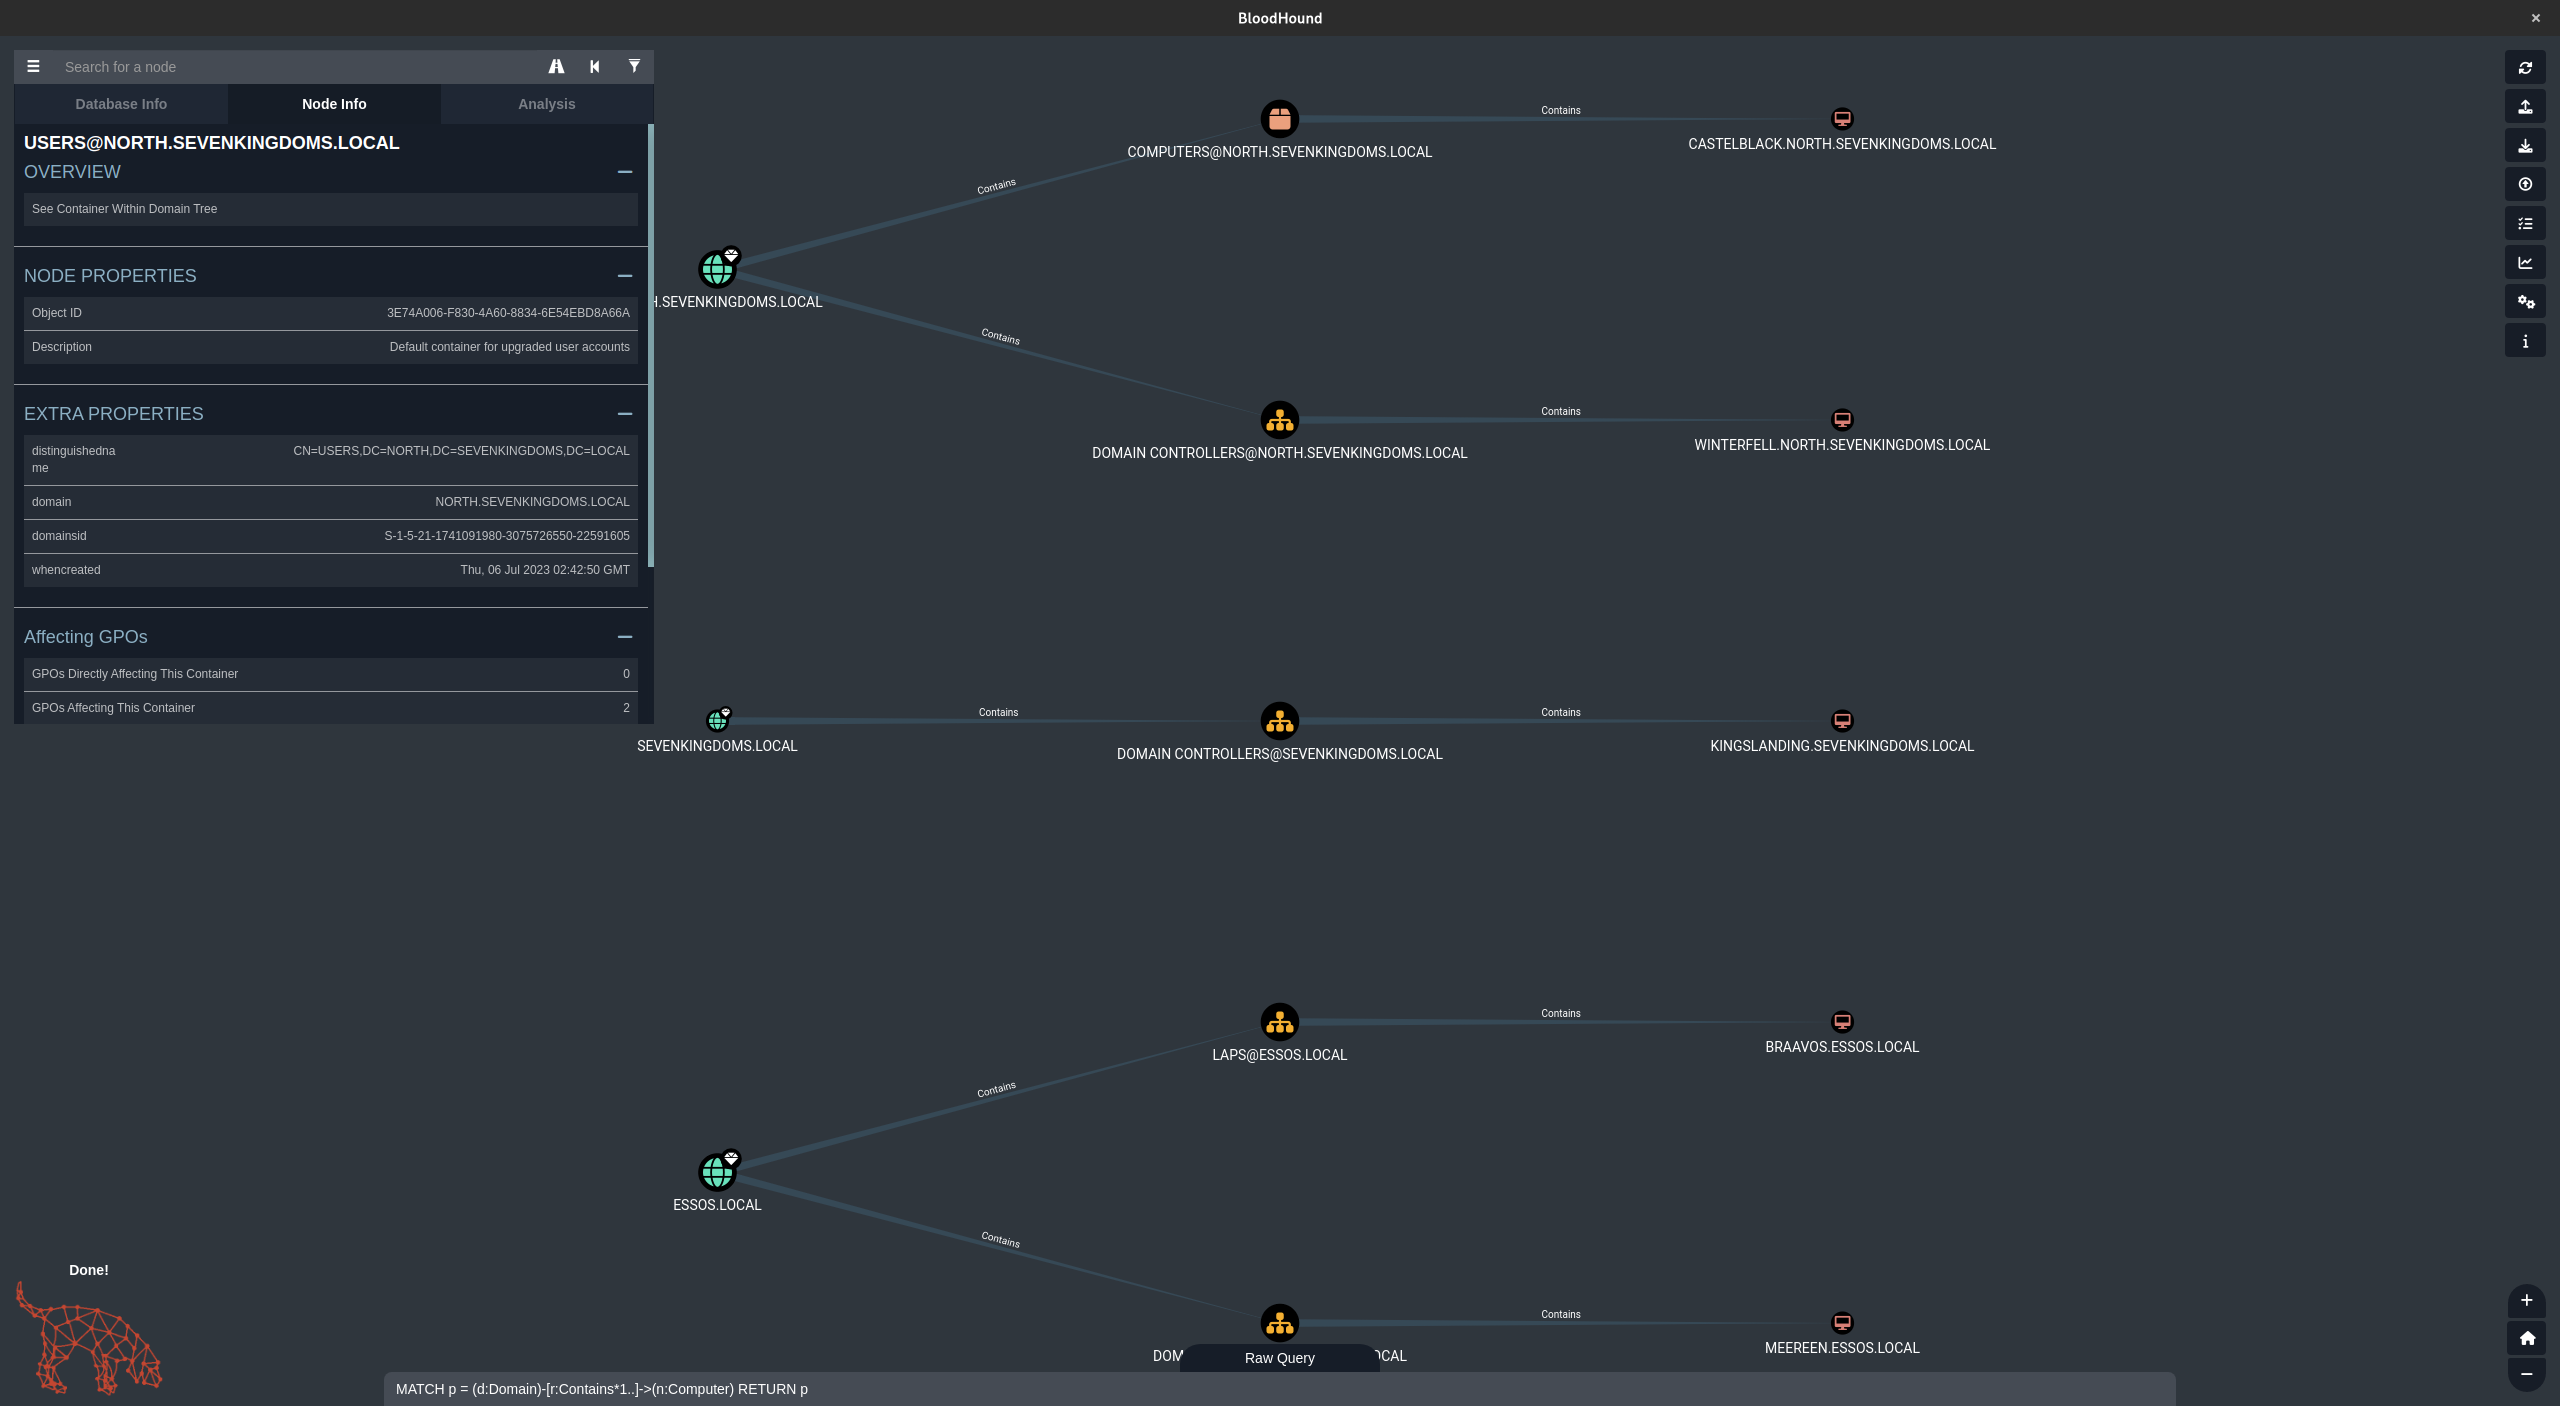 BloodHound
Search for a node
Database Info
Node Info
Analysis
USERS@NORTH.SEVENKINGDOMS.LOCAL
OVERVIEW
See Container Within Domain Tree
NODE PROPERTIES
Object ID 3E74A006-F830-4A60-8834-6E54EBD8A66A
Description Default container for upgraded user accounts
EXTRA PROPERTIES
distinguishedna CN=USERS,DC=NORTH,DC=SEVENKINGDOMS,DC=LOCAL
me
domain NORTH.SEVENKINGDOMS.LOCAL
domainsid S-1-5-21-1741091980-3075726550-22591605
whencreated Thu, 06 Jul 2023 02:42:50 GMT
Affecting GPOs
GPOs Directly Affecting This Container 0
GPOs Affecting This Container 2
Contains
COMPUTERS@NORTH.SEVENKINGDOMS.LOCAL
CASTELBLACK.NORTH.SEVENKINGDOMS.LOCAL
Contains
H.SEVENKINGDOMS.LOCAL
Contains
Contains
DOMAIN CONTROLLERS@NORTH.SEVENKINGDOMS.LOCAL
WINTERFELL.NORTH.SEVENKINGDOMS.LOCAL
Contains
Contains
SEVENKINGDOMS.LOCAL
DOMAIN CONTROLLERS@SEVENKINGDOMS.LOCAL
KINGSLANDING.SEVENKINGDOMS.LOCAL
Contains
LAPS@ESSOS.LOCAL
BRAAVOS.ESSOS.LOCAL
Contains
ESSOS.LOCAL
Contains
Contains
DOM
OCAL
MEEREEN.ESSOS.LOCAL
Done!
Raw Query
MATCH p = (d:Domain)-[r:Contains*1..]->(n:Computer) RETURN p